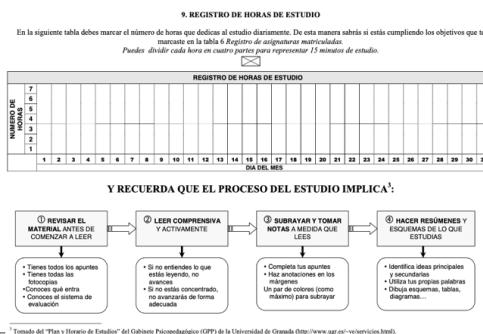 9. REGISTRO DE HORAS DE ESTUDIO
En la siguiente tabla debes marcar el número de horas que dedicas al estudio diariamente. De esta manera sabrás si estás cumpliendo los objetivos que te
marcaste en la tabla 6 Registro de asignaturas matriculadas.
Puedes dividir cada hora en cuatro partes para representar 15 minutos de estudio.
REGISTRO DE HORAS DE ESTUDIO
NUMERO DE HORAS
7
6
5
4
3
2
1
1 2 3 4 5 6 7 8 9 10 11 12 13 14 15 16 17 18 19 20 21 22 23 24 25 26 27 28 29 30
DIA DEL MES
Y RECUERDA QUE EL PROCESO DEL ESTUDIO IMPLICA³:
① REVISAR EL
MATERIAL ANTES DE
COMENZAR A LEER
② LEER COMPRENSIVA
Y ACTIVAMENTE
③ SUBRAYAR Y TOMAR
NOTAS A MEDIDA QUE
LEES
④ HACER RESÚMENES Y
ESQUEMAS DE LO QUE
ESTUDIAS
• Tienes todos los apuntes
• Tienes todas las
fotocopias
•Conoces qué entra
• Conoces el sistema de
evaluación
• Si no entiendes lo que
estás leyendo, no
avances
• Si no estás concentrado,
no avanzarás de forma
adecuada
• Completa tus apuntes
• Haz anotaciones en los
márgenes
Un par de colores (como
máximo) para subrayar
• Identifica ideas principales
y secundarias
• Utiliza tus propias palabras
• Dibuja esquemas, tablas,
diagramas…
³ Tomado del "Plan y Horario de Estudios" del Gabinete Psicopedagógico (GPP) de la Universidad de Granada (http://www.ugr.es/~ve/servicios.html).